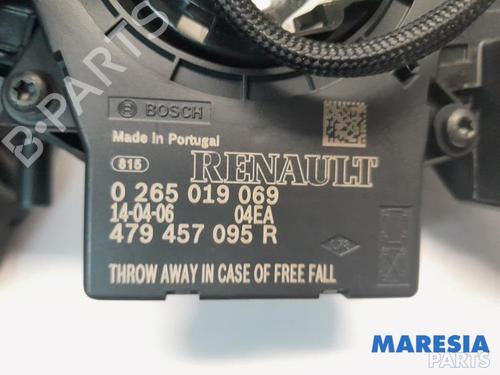 BOSCH
Made in Portugal
815
RENAULT
0 265 019 069
14-04-06 04EA
479 457 095 R
THROW AWAY IN CASE OF FREE FALL
B-PARTS
MARESIA
PARTS